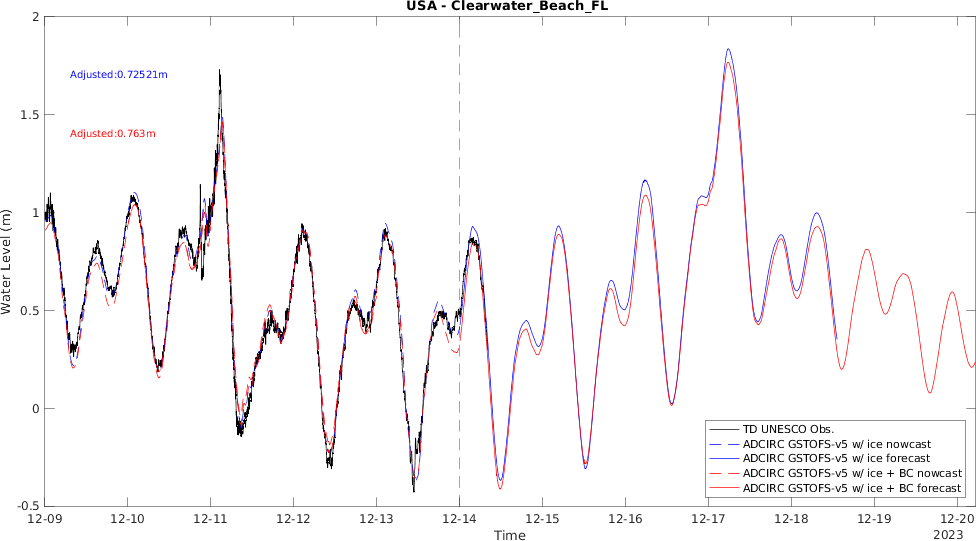 USA - Clearwater_Beach_FL
2
1.5
1
0.5
0
-0.5
Water Level (m)
Adjusted:0.72521m
Adjusted:0.763m
TD UNESCO Obs.
ADCIRC GSTOFS-v5 w/ ice nowcast
ADCIRC GSTOFS-v5 w/ ice forecast
ADCIRC GSTOFS-v5 w/ ice + BC nowcast
ADCIRC GSTOFS-v5 w/ ice + BC forecast
12-09 12-10 12-11 12-12 12-13 12-14 12-15 12-16 12-17 12-18 12-19 12-20
Time
2023